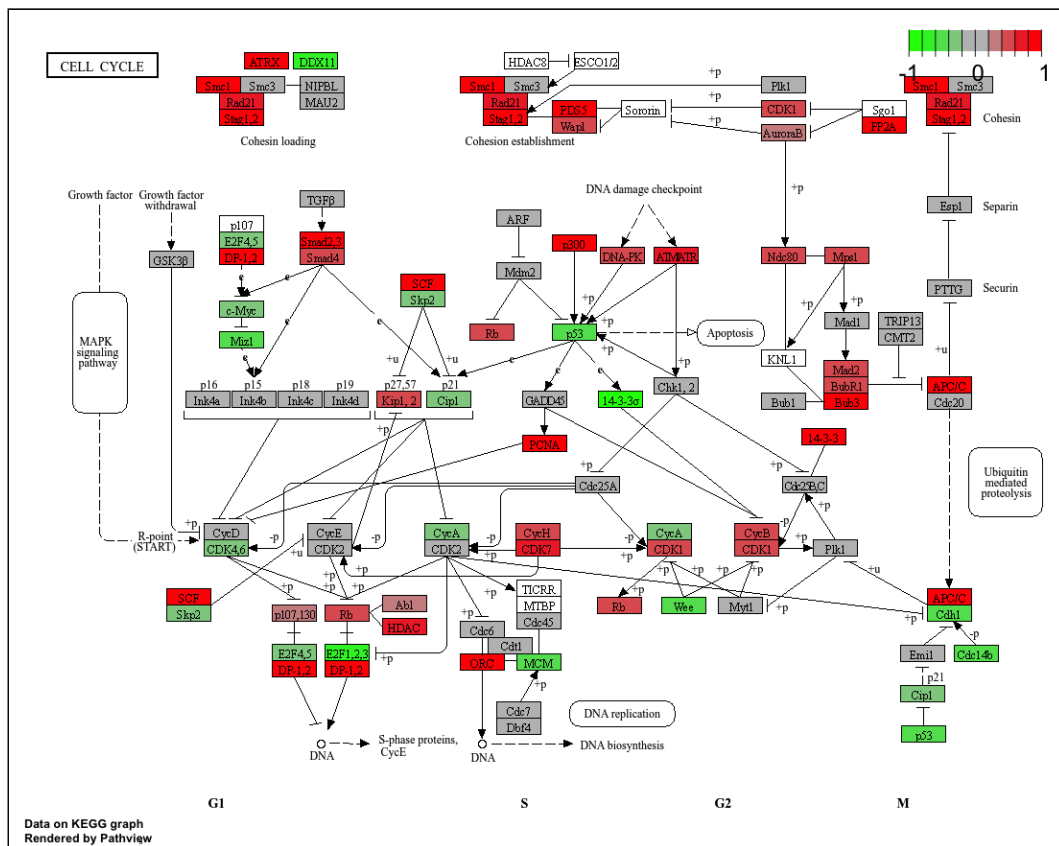 CELL CYCLE
ATRX
DDX11
Smc1
Smc3
NIPBL
MAU2
Rad21
Stag1,2
Cohesin loading
HDAC8
ESCO1/2
Smc1
Smc3
Rad21
Stag1,2
PDS5
Wapl
Sororin
Cohesion establishment
+p
Plk1
+p
CDK1
+p
AuroraB
Sgo1
PP2A
-1
0
1
Smc1
Smc3
Rad21
Stag1,2
Cohesin
Growth factor
Growth factor
withdrawal
GSK3β
MAPK
signaling
pathway
p107
E2F4,5
DP-1,2
TGFβ
Smad2,3
Smad4
e
c-Myc
Miz1
e
e
SCF
Skp2
+u
+u
ARF
Mdm2
Rb
DNA damage checkpoint
p300
DNA-PK
ATMATR
+p
+p
p53
+p
+p
Apoptosis
e
e
+p
Ndc80
Mps1
+p
+p
Mad1
KNL1
Mad2
BubR1
Bub1
Bub3
TRIP13
CMT2
Esp1
Separin
PTTG
Securin
+u
APC/C
Cdc20
p16
Ink4a
p15
Ink4b
p18
Ink4c
p19
Ink4d
p27,57
Kip1, 2
p21
Cip1
+p
GADD45
14-3-3σ
Chk1, 2
PCNA
14-3-3
+p
Cdc25A
+p
Cdc25B,C
Ubiquitin
mediated
proteolysis
R-point
(START)
+p
CycD
CDK4,6
-p
+u
CycE
CDK2
-p
CycA
CDK2
-p
+p
CycH
CDK7
-p
+p
CycA
CDK1
CycB
CDK1
-p
+p
+p
Plk1
+u
SCF
Skp2
+p
+p
+p
+p
p107,130
Rb
Abl
HDAC
E2F4,5
DP-1,2
E2F1,2,3
DP-1,2
+p
+p
TICRR
MTBP
Cdc45
Cdc6
Cdt1
ORC
MCM
+p
Cdc7
Dbf4
+p
Rb
+p
+p
Wee
Myt1
+p
+p
APC/C
Cdh1
-p
Emi1
Cdc14b
p21
Cip1
p53
DNA replication
DNA
S-phase proteins,
CycE
DNA
DNA biosynthesis
G1
S
G2
M
Data on KEGG graph
Rendered by Pathview